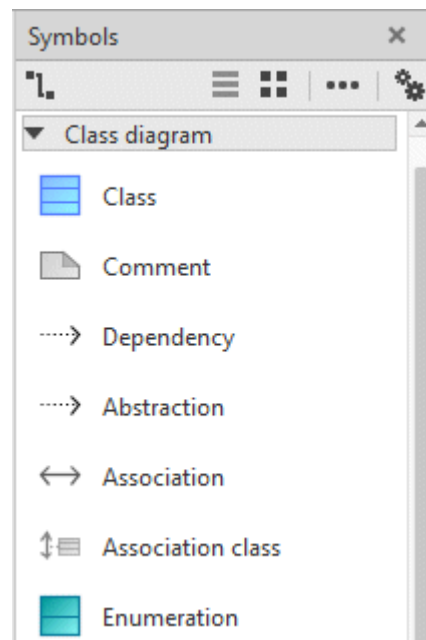 Symbols
Class diagram
Class
Comment
Dependency
Abstraction
Association
Association class
Enumeration